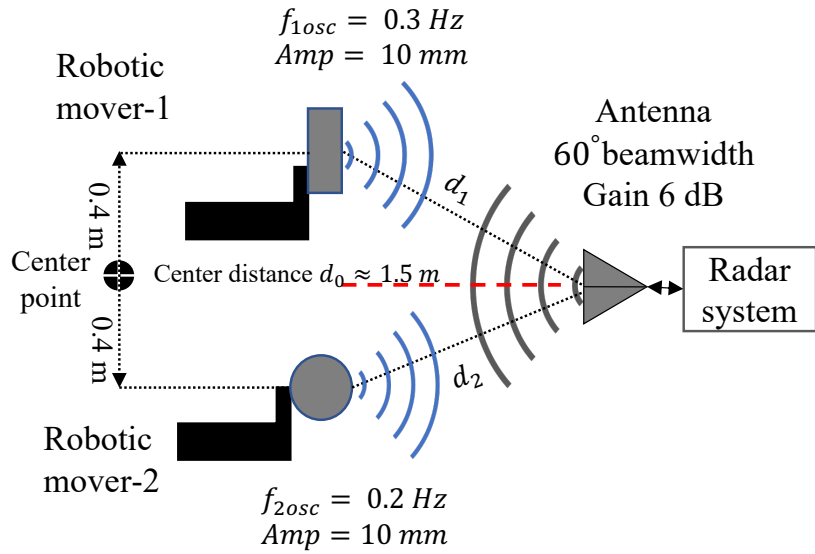 f₁ₒₛc = 0.3 Hz
Amp = 10 mm
Robotic
mover-1
Antenna
60°beamwidth
Gain 6 dB
d₁
0.4 m
Center
point
Center distance d₀ ≈ 1.5 m
Radar
system
0.4 m
d₂
Robotic
mover-2
f₂ₒₛc = 0.2 Hz
Amp = 10 mm